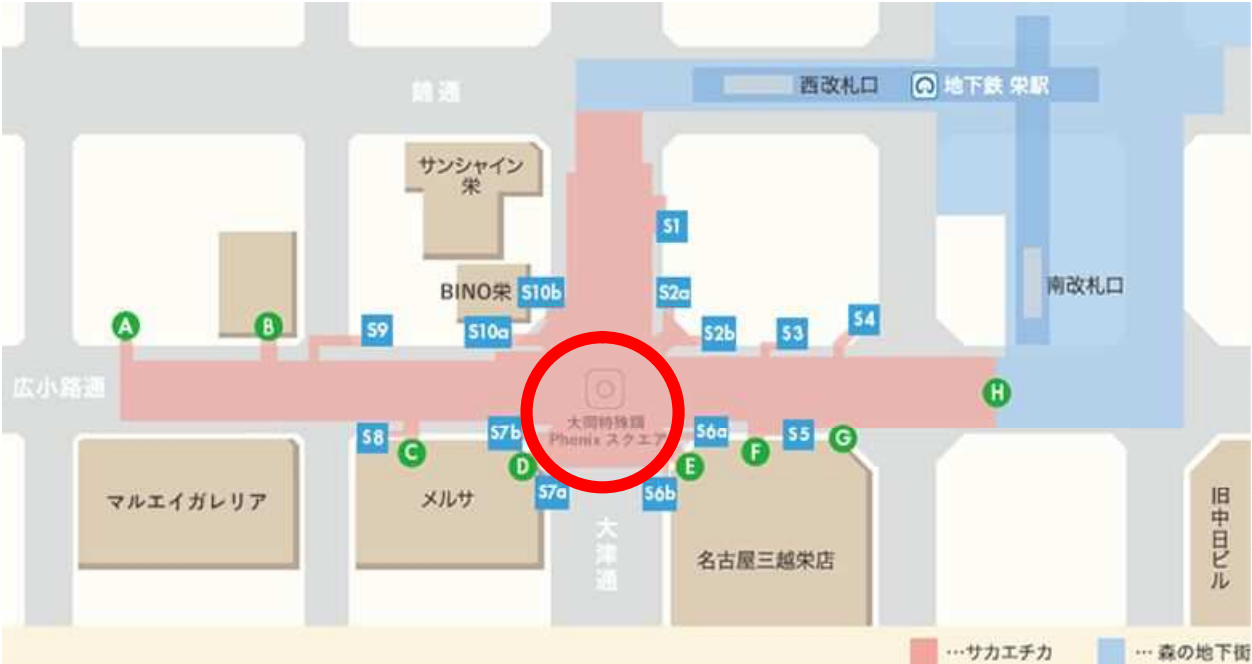 錦通
西改札口
地下鉄 栄駅
サンシャイン
栄
S1
BINO栄
S10b
S2a
南改札口
A
B
S9
S10a
S2b
S3
S4
広小路通
H
大同特殊鋼
Phenix スクエア
S8
C
S7b
D
S7a
S6a
E
S6b
F
S5
G
マルエイガレリア
メルサ
大津通
名古屋三越栄店
旧中日ビル
…サカエチカ
… 森の地下街